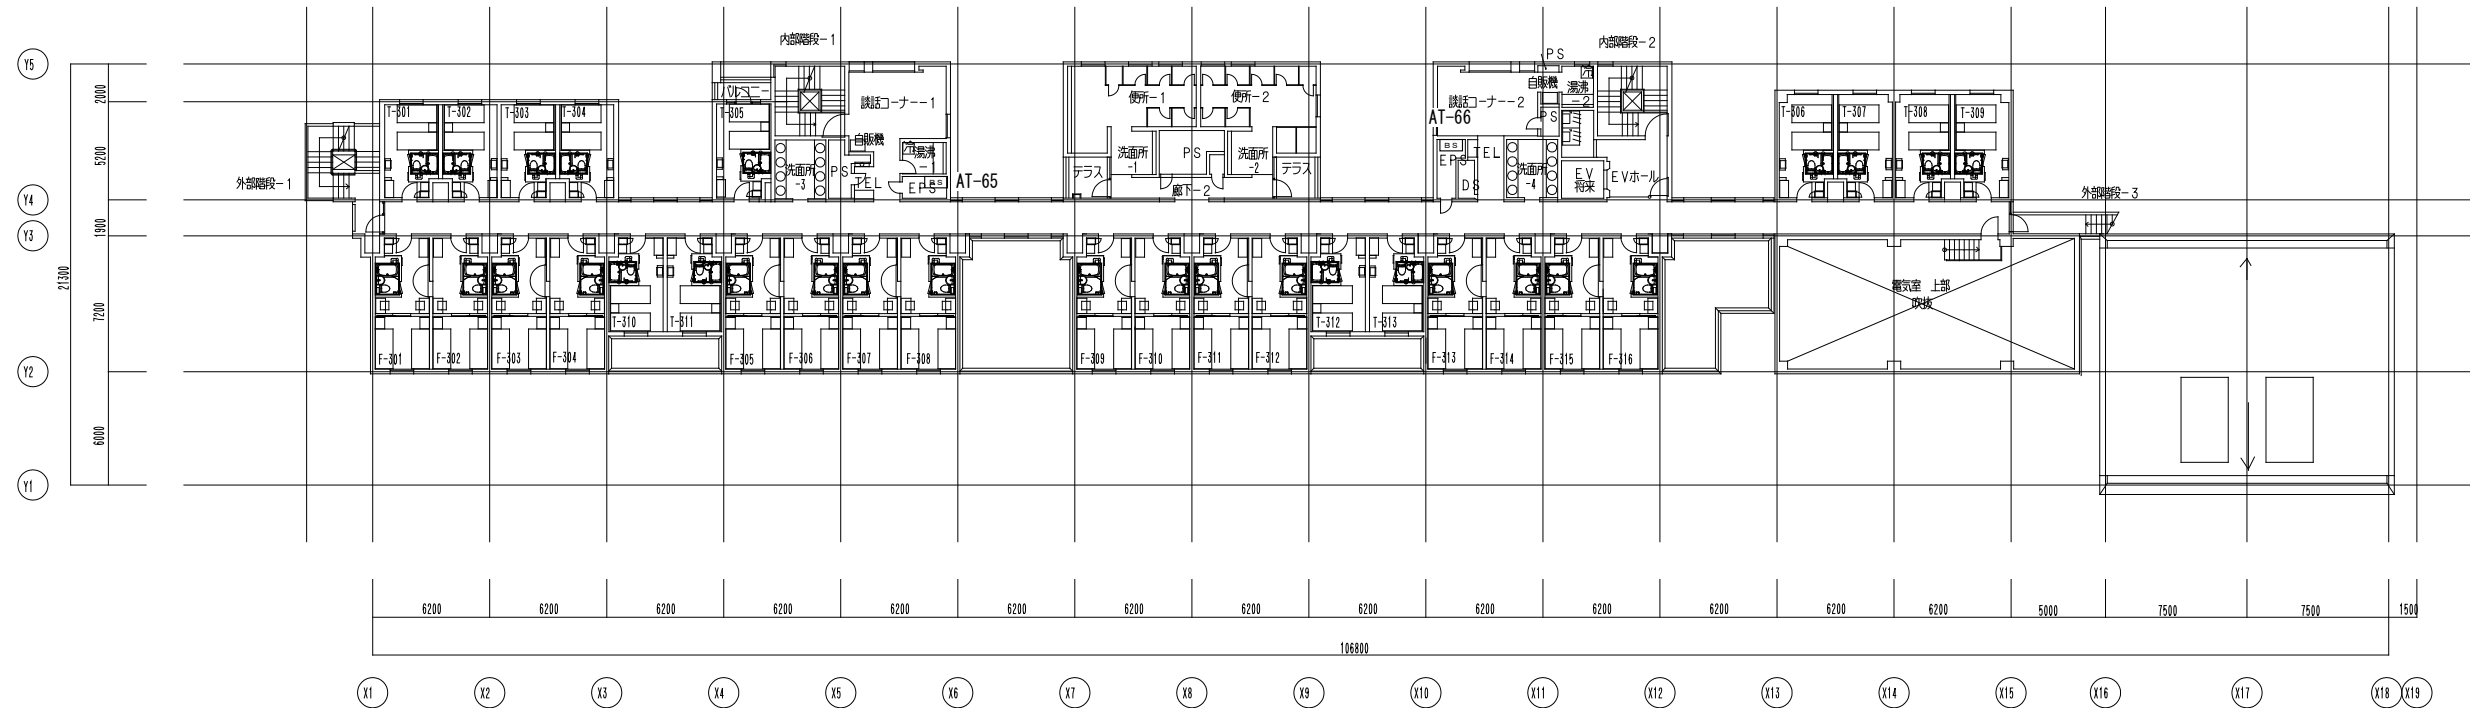 内部階段-1
内部階段-2
PS
Y5
バルコニー
談話コーナー-1
便所-1
便所-2
談話コーナー-2
自販機
湯沸
-2
2000
T-301
T-302
T-303
T-304
T-305
AT-66
T-306
T-307
T-308
T-309
PS
自販機
湯沸
-1
洗面所
-1
PS
洗面所
-2
BS
EPS
TEL
5200
洗面所
-3
PS
TEL
EPS
BS
AT-65
テラス
テラス
DS
洗面所
-4
EV
将来
EVホール
外部階段-1
廊下-2
外部階段-3
Y4
1900
Y3
21300
7200
電気室 上部
吹抜
T-310
T-311
T-312
T-313
F-301
F-302
F-303
F-304
F-305
F-306
F-307
F-308
F-309
F-310
F-311
F-312
F-313
F-314
F-315
F-316
Y2
6000
Y1
6200
6200
6200
6200
6200
6200
6200
6200
6200
6200
6200
6200
6200
6200
5000
7500
7500
1500
106800
X1
X2
X3
X4
X5
X6
X7
X8
X9
X10
X11
X12
X13
X14
X15
X16
X17
X18
X19